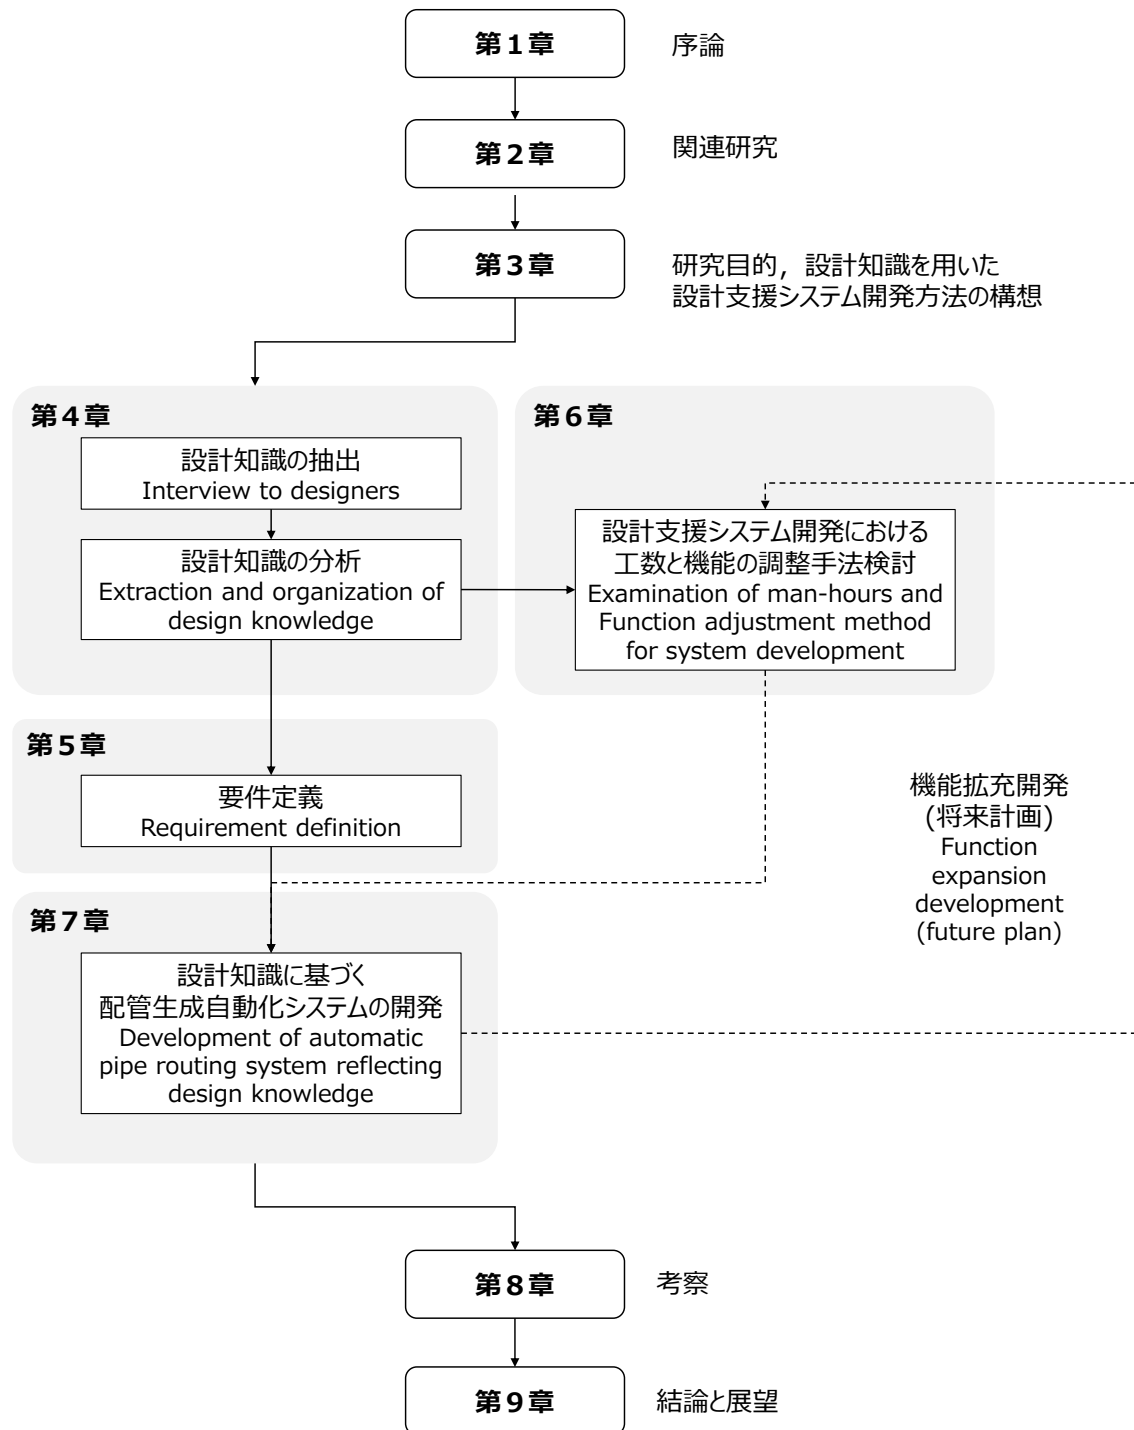 第1章
序論
第2章
関連研究
第3章
研究目的，設計知識を用いた
設計支援システム開発方法の構想
第4章
設計知識の抽出
Interview to designers
設計知識の分析
Extraction and organization of
design knowledge
第6章
設計支援システム開発における
工数と機能の調整手法検討
Examination of man-hours and
Function adjustment method
for system development
第5章
要件定義
Requirement definition
機能拡充開発
(将来計画)
Function
expansion
development
(future plan)
第7章
設計知識に基づく
配管生成自動化システムの開発
Development of automatic
pipe routing system reflecting
design knowledge
第8章
考察
第9章
結論と展望